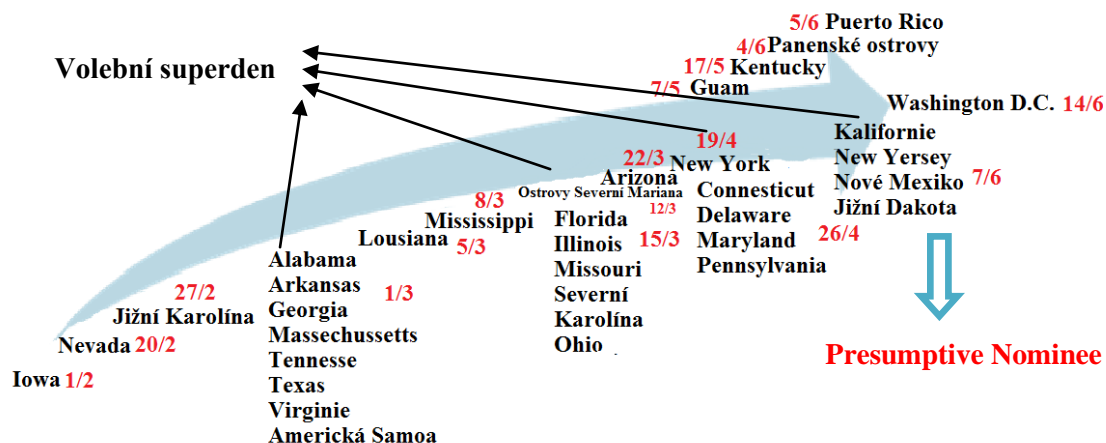 Volební superden
5/6 Puerto Rico
4/6 Panenské ostrovy
17/5 Kentucky
7/5 Guam
Washington D.C. 14/6
Kalifornie
New Yersey
Nové Mexiko 7/6
Jižní Dakota
19/4
New York
22/3
Arizona
Ostrovy Severní Mariana
12/3
Connecticut
Delaware
Maryland 26/4
Pennsylvania
Florida
Illinois 15/3
Missouri
Severní
Karolína
Ohio
8/3
Mississippi
Lousiana 5/3
Alabama
Arkansas 1/3
Georgia
Massechussetts
Tennesse
Texas
Virginie
Americká Samoa
27/2
Jižní Karolína
Nevada 20/2
Iowa 1/2
Presumptive Nominee